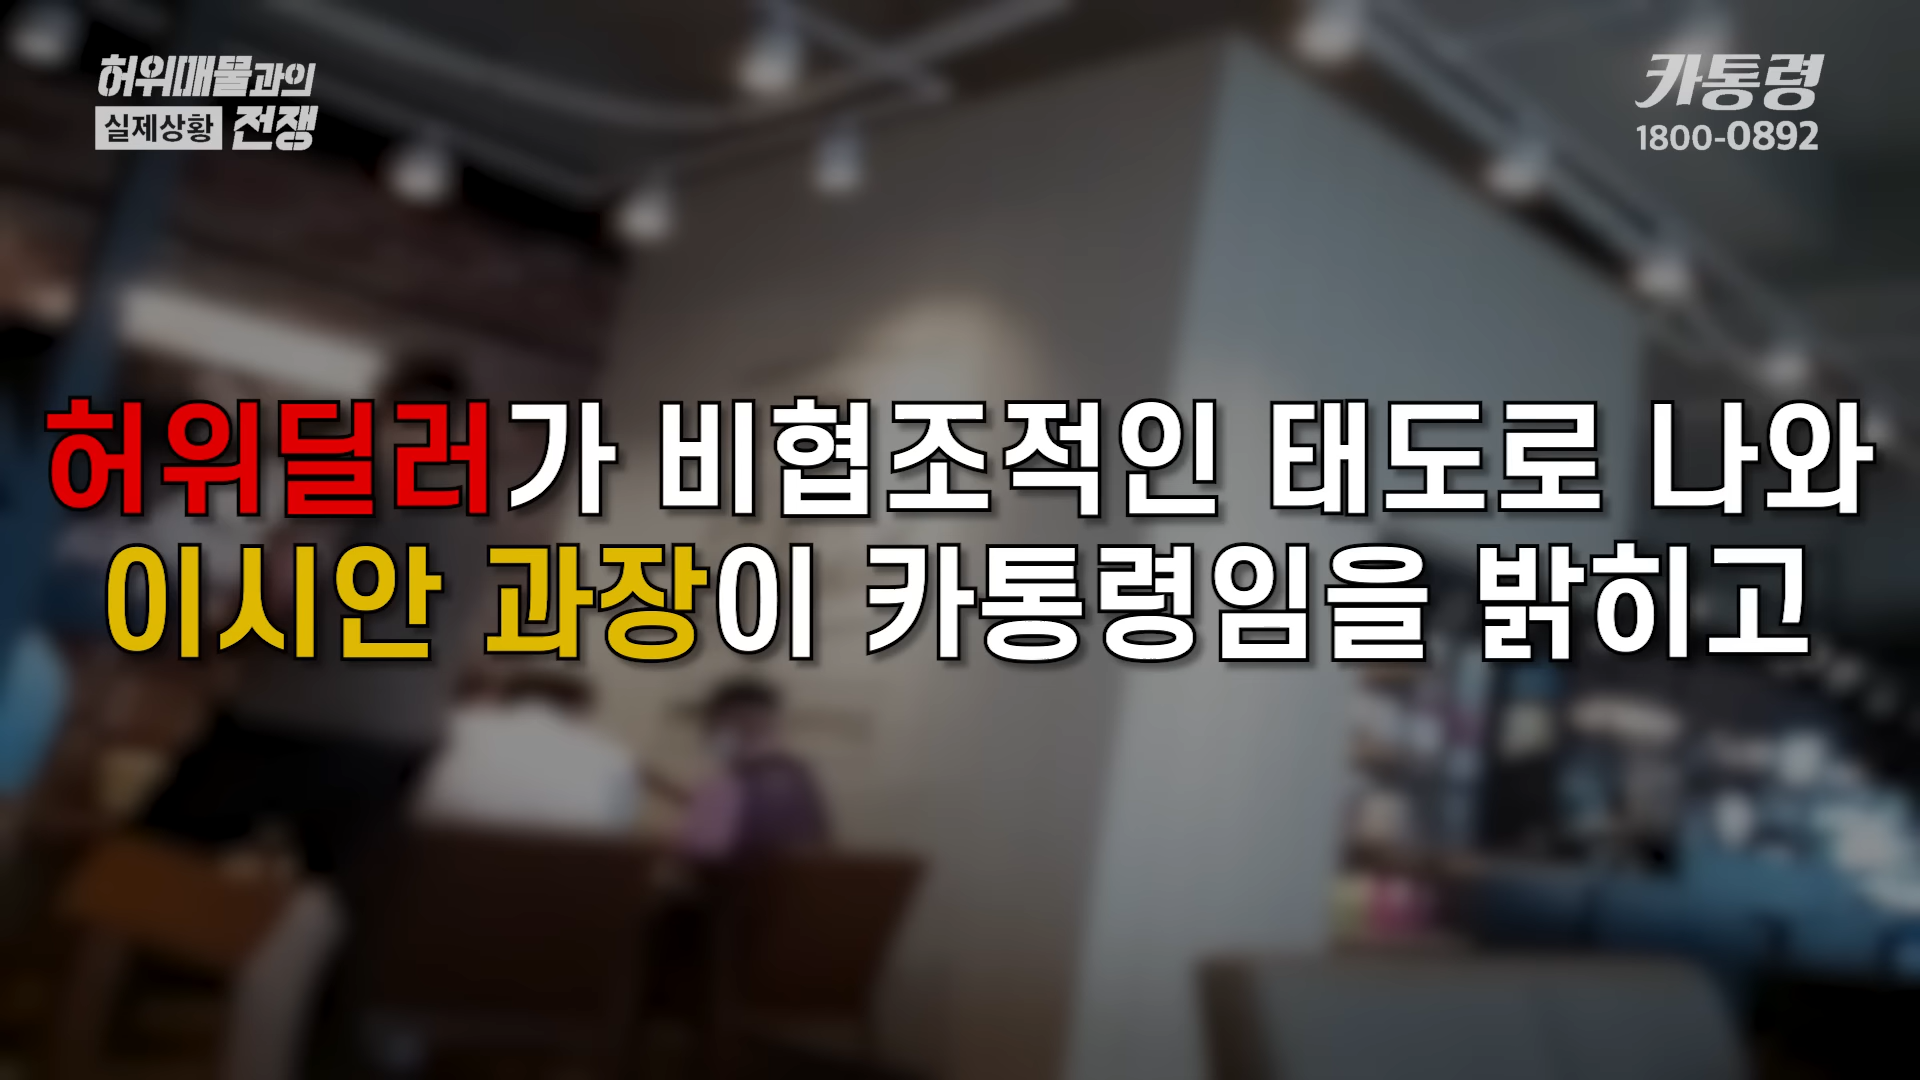 허위매물과의
실제상황 전쟁
카통령
1800-0892
허위딜러가 비협조적인 태도로 나와
이시안 과장이 카통령임을 밝히고